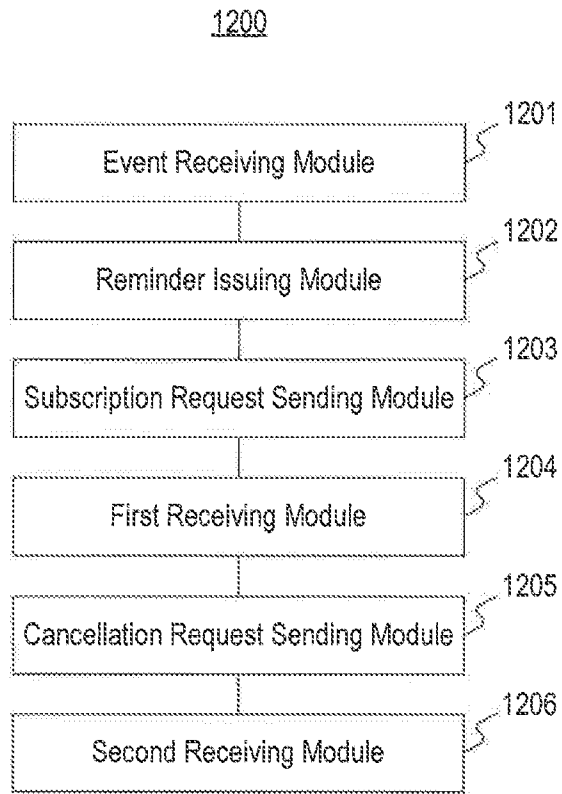 1200
1201
Event Receiving Module
1202
Reminder Issuing Module
1203
Subscription Request Sending Module
1204
First Receiving Module
1205
Cancellation Request Sending Module
1206
Second Receiving Module